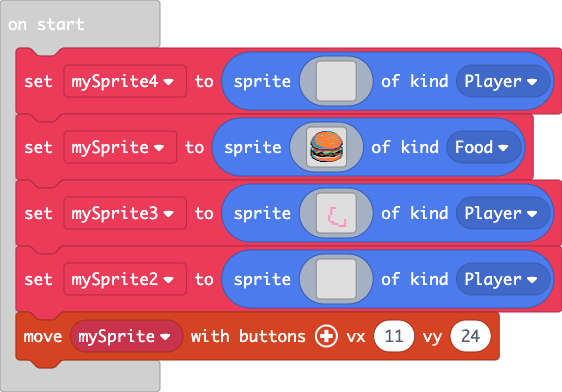 on start
set mySprite4 to sprite of kind Player
set mySprite to sprite of kind Food
set mySprite3 to sprite of kind Player
set mySprite2 to sprite of kind Player
move mySprite with buttons + vx 11 vy 24